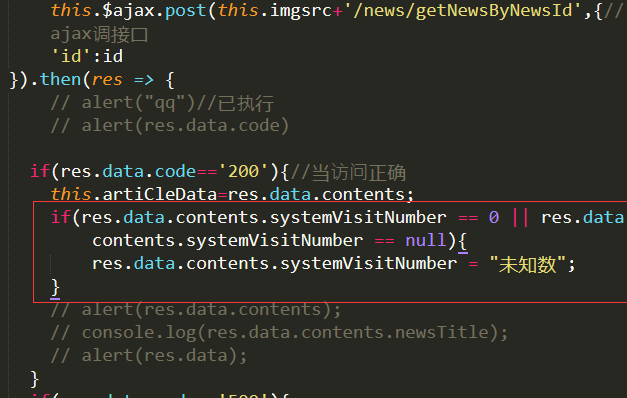 this.$ajax.post(this.imgsrc+'/news/getNewsByNewsId',{//
ajax调接口
'id':id
}).then(res => {
// alert("qq")//已执行
// alert(res.data.code)
if(res.data.code=='200'){//当访问正确
this.artiCleData=res.data.contents;
if(res.data.contents.systemVisitNumber == 0 || res.data
contents.systemVisitNumber == null){
res.data.contents.systemVisitNumber = "未知数";
}
// alert(res.data.contents);
// console.log(res.data.contents.newsTitle);
// alert(res.data);
}